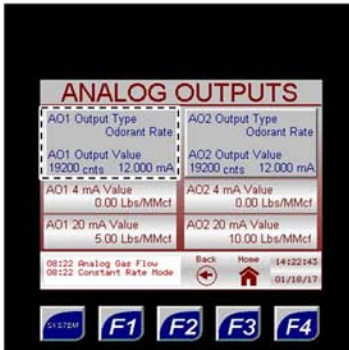 ANALOG OUTPUTS
AO1 Output Type
Odorant Rate
AO1 Output Value
19200 cnts 12.000 mA
AO2 Output Type
Odorant Rate
AO2 Output Value
19200 cnts 12.000 mA
AO1 4 mA Value
0.00 Lbs/MMcf
AO2 4 mA Value
0.00 Lbs/MMcf
AO1 20 mA Value
5.00 Lbs/MMcf
AO2 20 mA Value
10.00 Lbs/MMcf
08:22 Analog Gas Flow
08:22 Constant Rate Mode
Back
Home
14:22:43
01/18/17
SYSTEM F1 F2 F3 F4